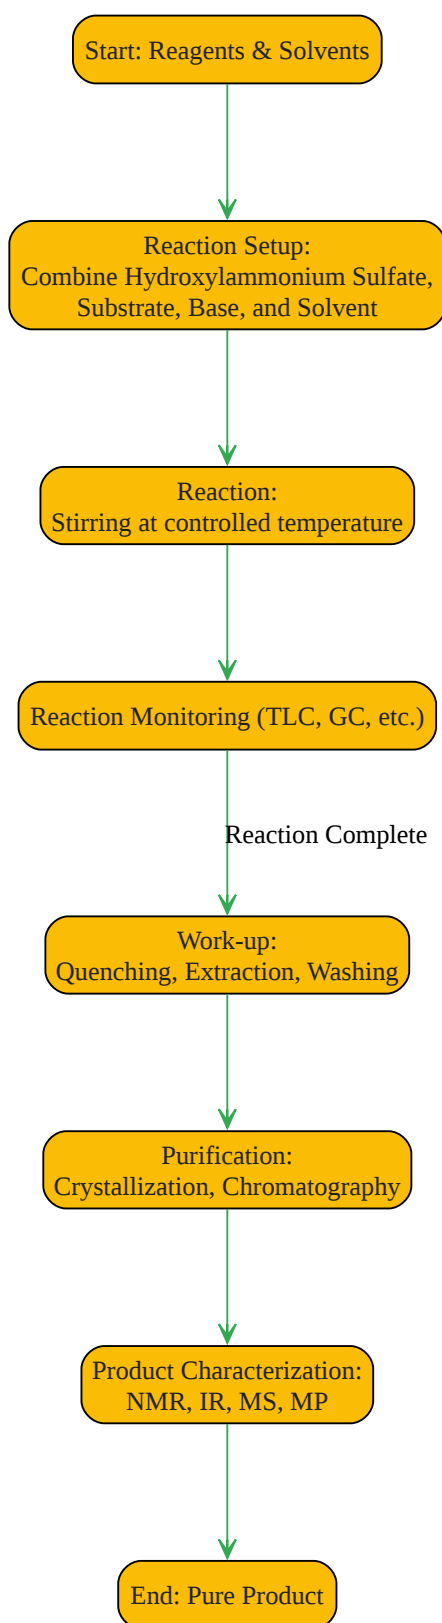 Start: Reagents & Solvents
Reaction Setup:
Combine Hydroxylammonium Sulfate,
Substrate, Base, and Solvent
Reaction:
Stirring at controlled temperature
Reaction Monitoring (TLC, GC, etc.)
Reaction Complete
Work-up:
Quenching, Extraction, Washing
Purification:
Crystallization, Chromatography
Product Characterization:
NMR, IR, MS, MP
End: Pure Product